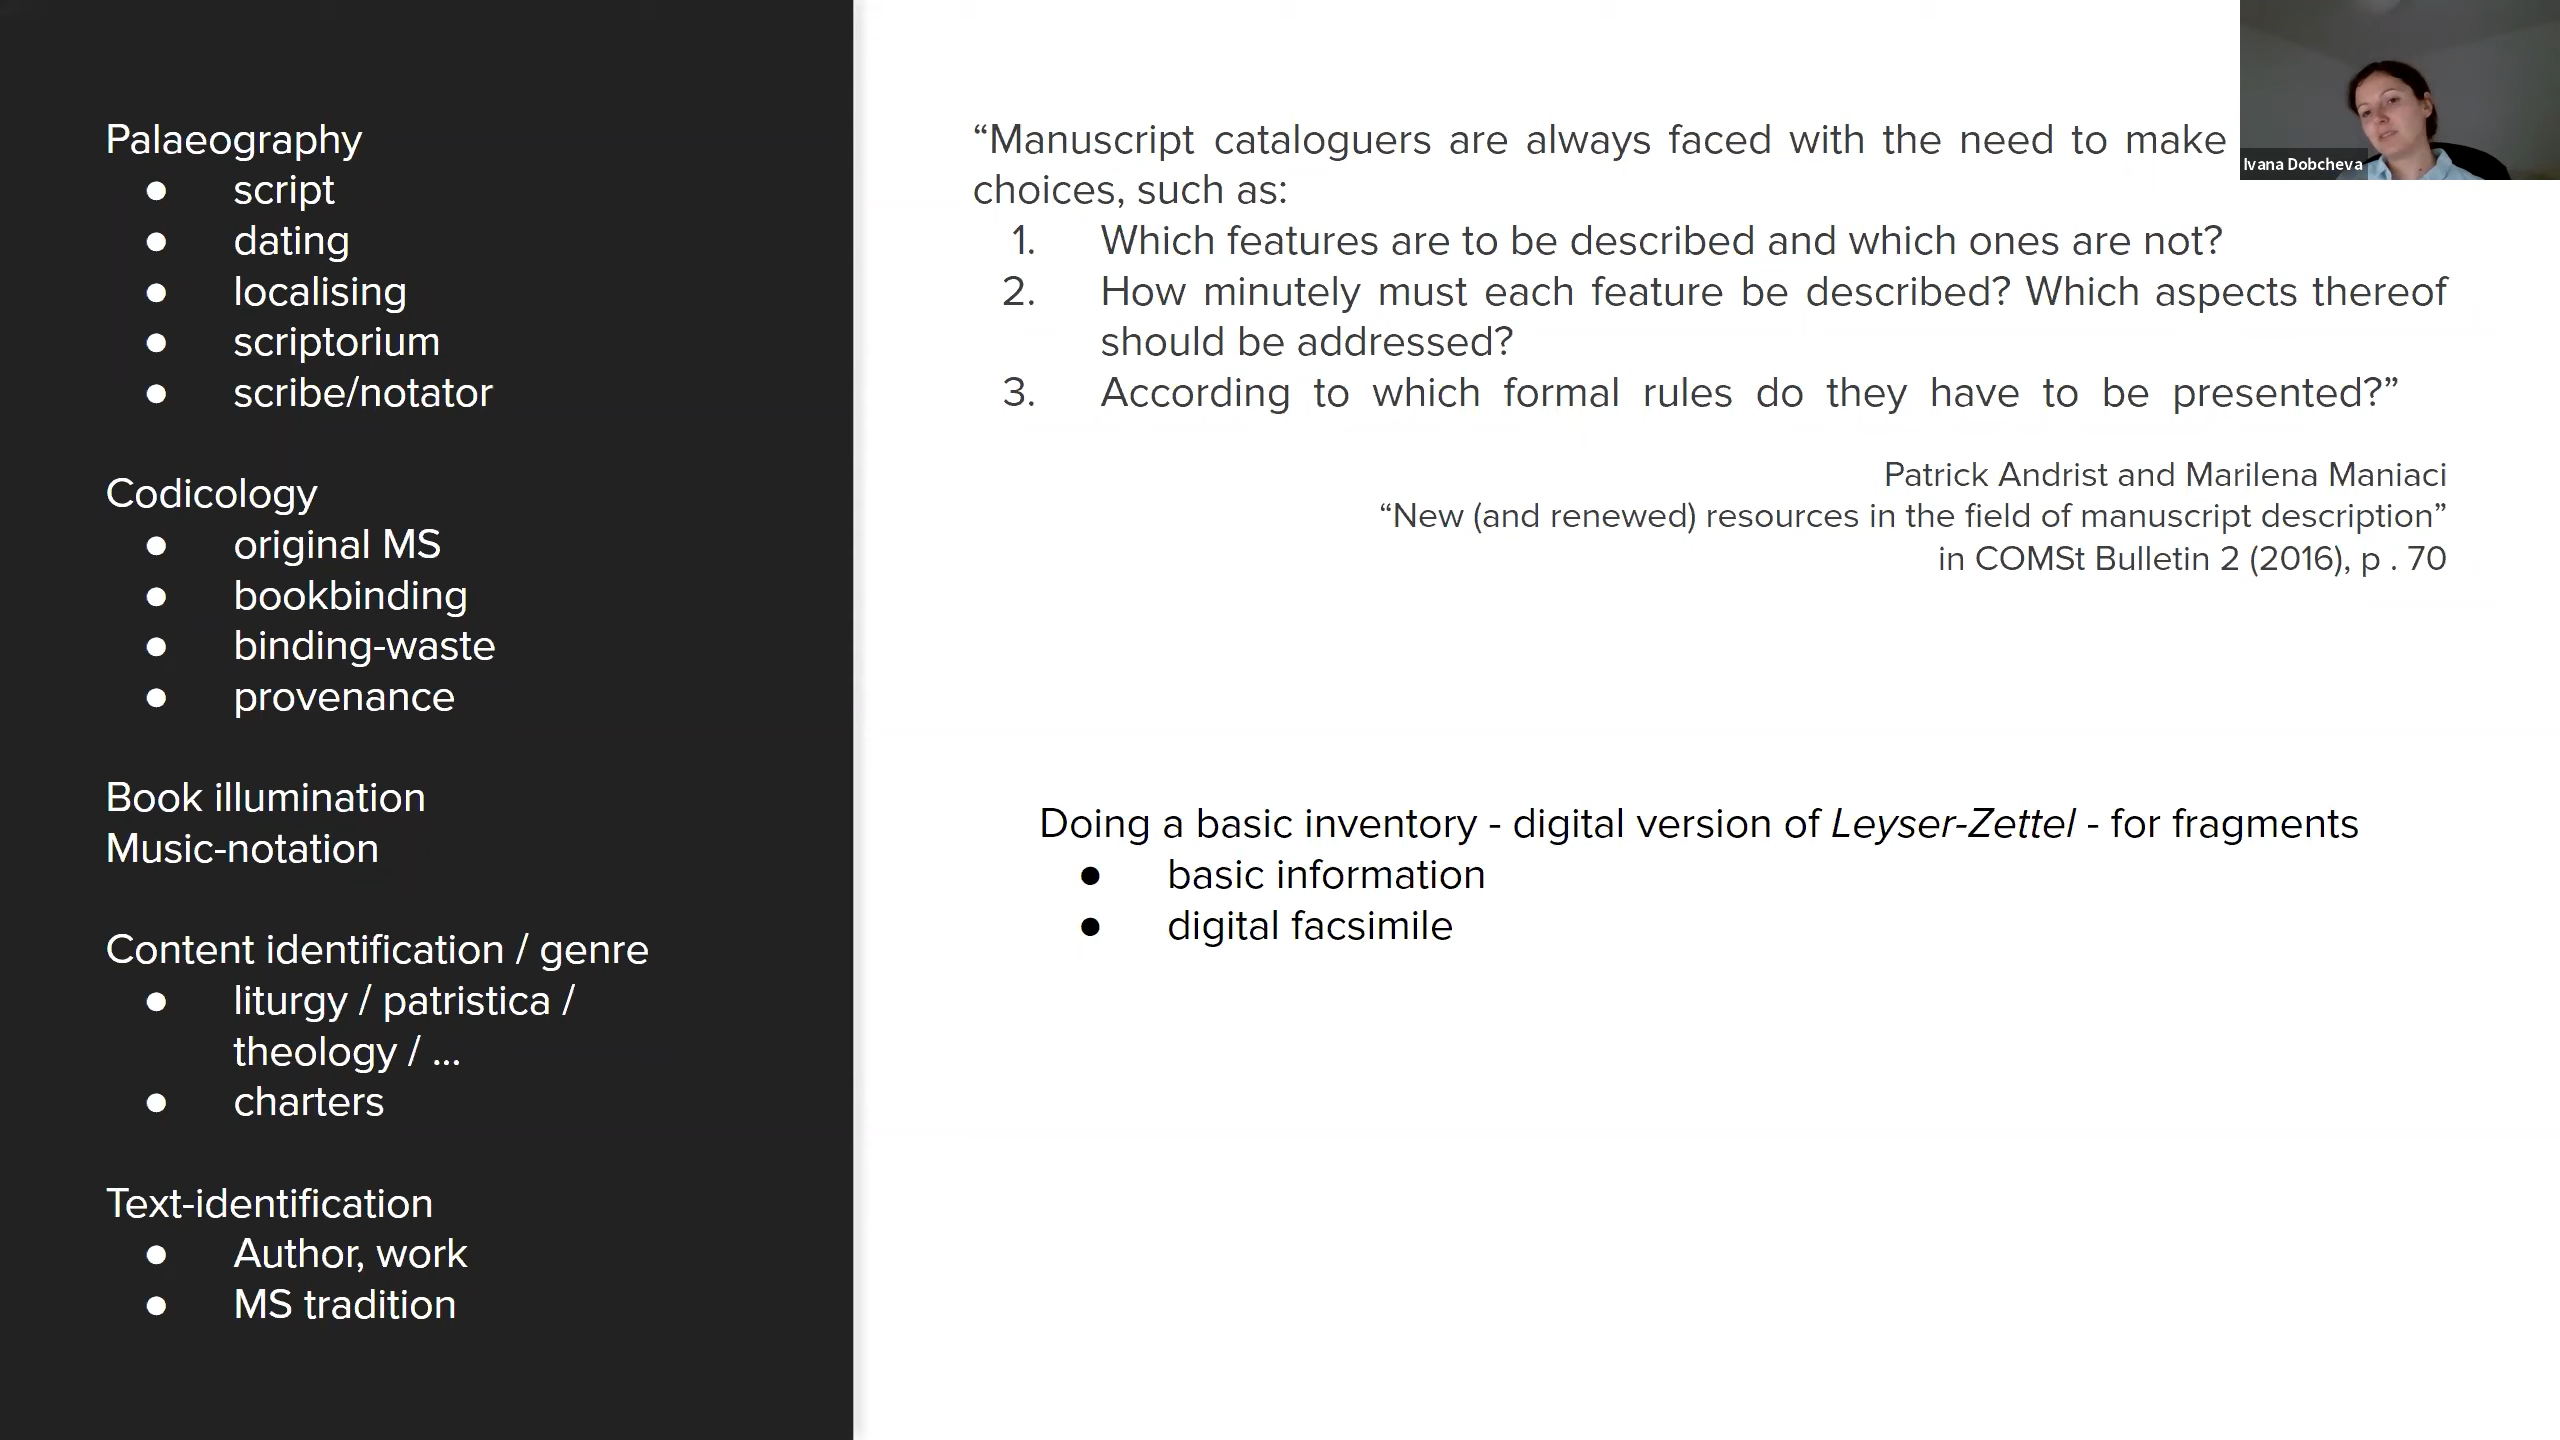 Palaeography
● script
● dating
● localising
● scriptorium
● scribe/notator
Codicology
● original MS
● bookbinding
● binding-waste
● provenance
Book illumination
Music-notation
Content identification / genre
● liturgy / patristica /
theology / ...
● charters
Text-identification
● Author, work
● MS tradition
“Manuscript cataloguers are always faced with the need to make
choices, such as:
1. Which features are to be described and which ones are not?
2. How minutely must each feature be described? Which aspects thereof
should be addressed?
3. According to which formal rules do they have to be presented?”
Patrick Andrist and Marilena Maniaci
“New (and renewed) resources in the field of manuscript description”
in COMSt Bulletin 2 (2016), p . 70
Doing a basic inventory - digital version of Leyser-Zettel - for fragments
● basic information
● digital facsimile
Ivana Dobcheva